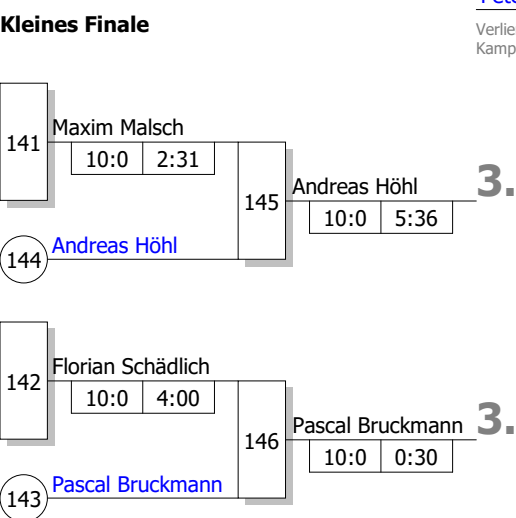 Kleines Finale
Verlie
Kamp
141
Maxim Malsch
10:0 2:31
145
Andreas Höhl
10:0 5:36
3.
144
Andreas Höhl
142
Florian Schädlich
10:0 4:00
146
Pascal Bruckmann
10:0 0:30
3.
143
Pascal Bruckmann